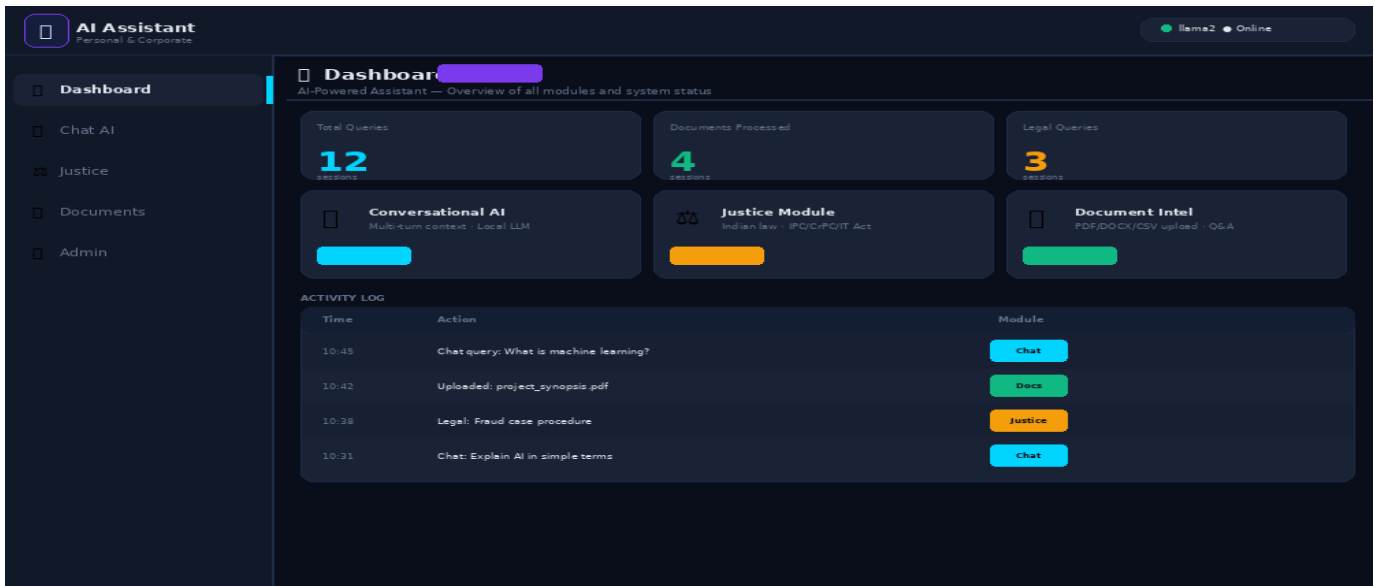 AI Assistant
Personal & Corporate
llama2 ● Online
Dashboard
Chat AI
Justice
Documents
Admin
Dashboar
AI-Powered Assistant — Overview of all modules and system status
Total Queries
12
sessions
Documents Processed
4
sessions
Legal Queries
3
sessions
Conversational AI
Multi-turn context · Local LLM
Justice Module
Indian law · IPC/CrPC/IT Act
Document Intel
PDF/DOCX/CSV upload · Q&A
ACTIVITY LOG
Time Action Module
10:45 Chat query: What is machine learning? Chat
10:42 Uploaded: project_synopsis.pdf Docs
10:38 Legal: Fraud case procedure Justice
10:31 Chat: Explain AI in simple terms Chat